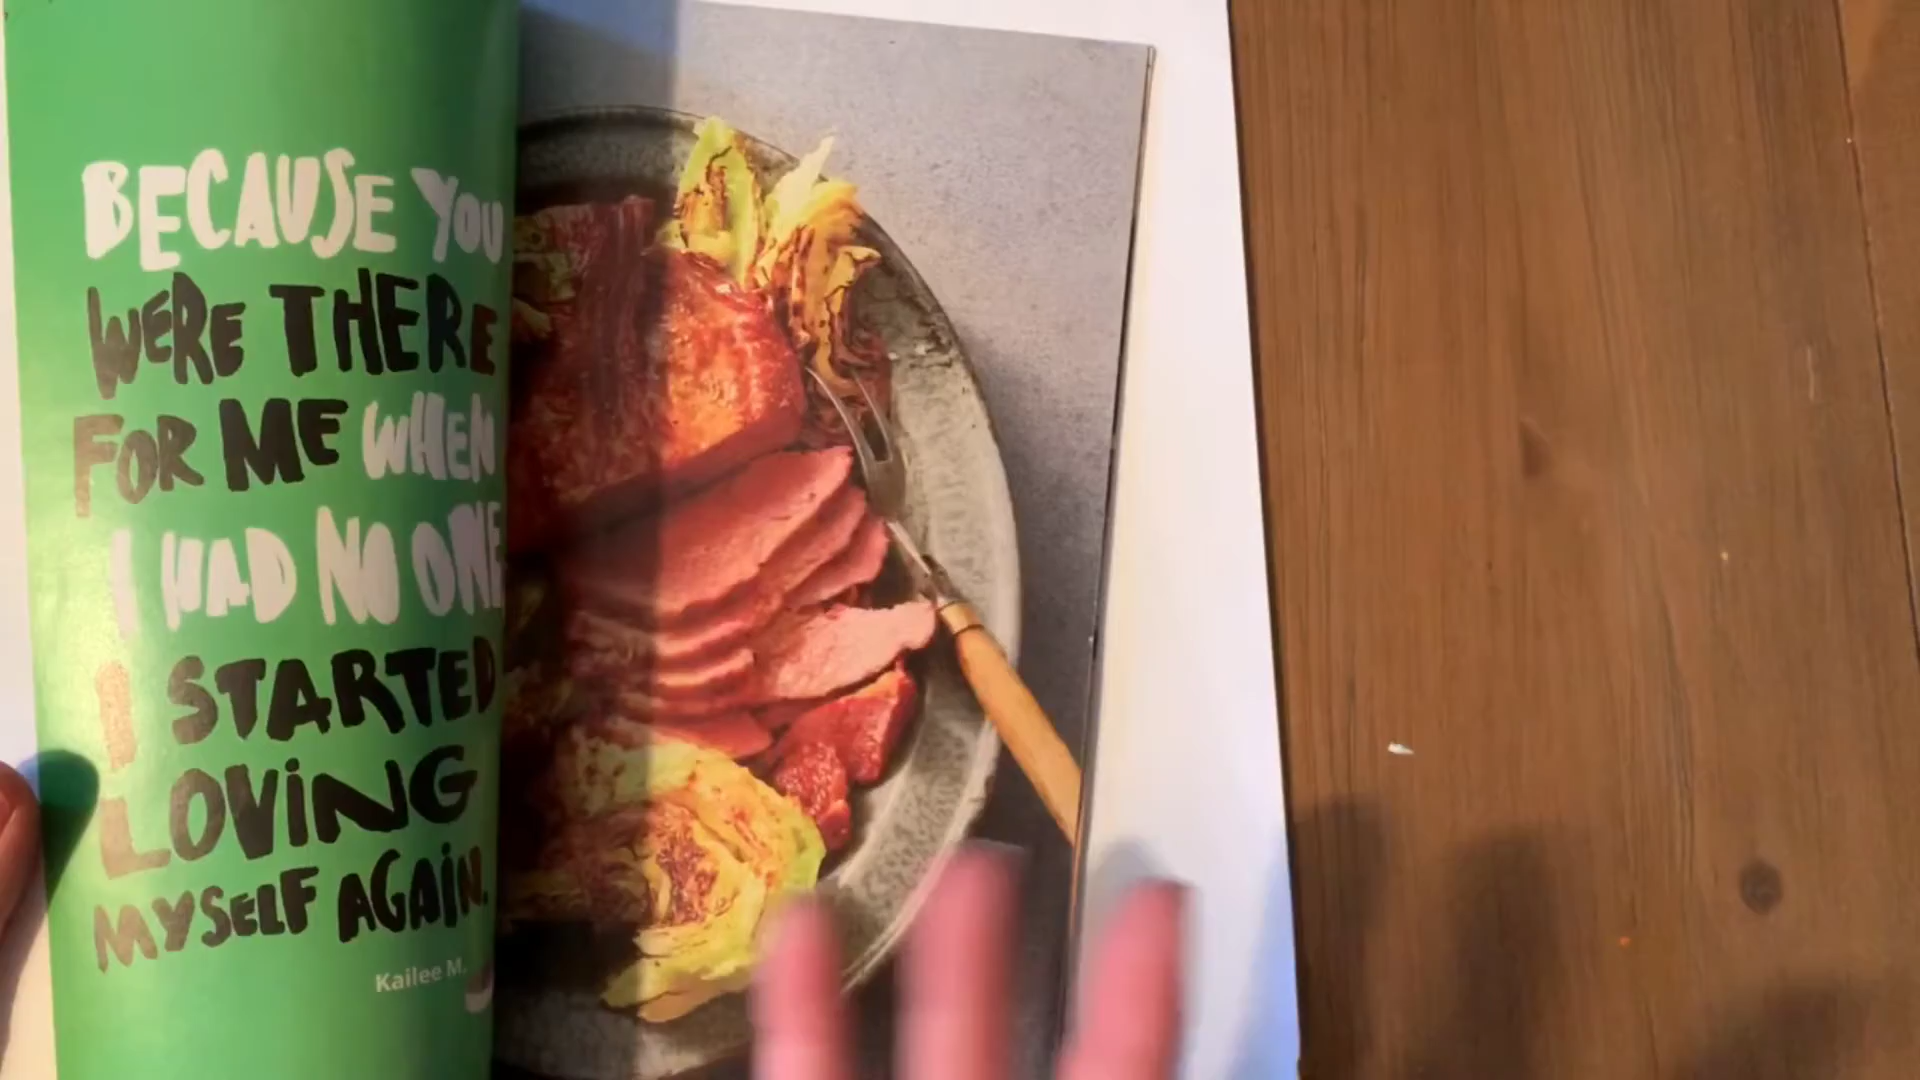 BECAUSE YOU
WERE THERE
FOR ME WHEN
I HAD NO ONE
I STARTED
LOViNG
MYSELF AGAiN.
Kailee M.